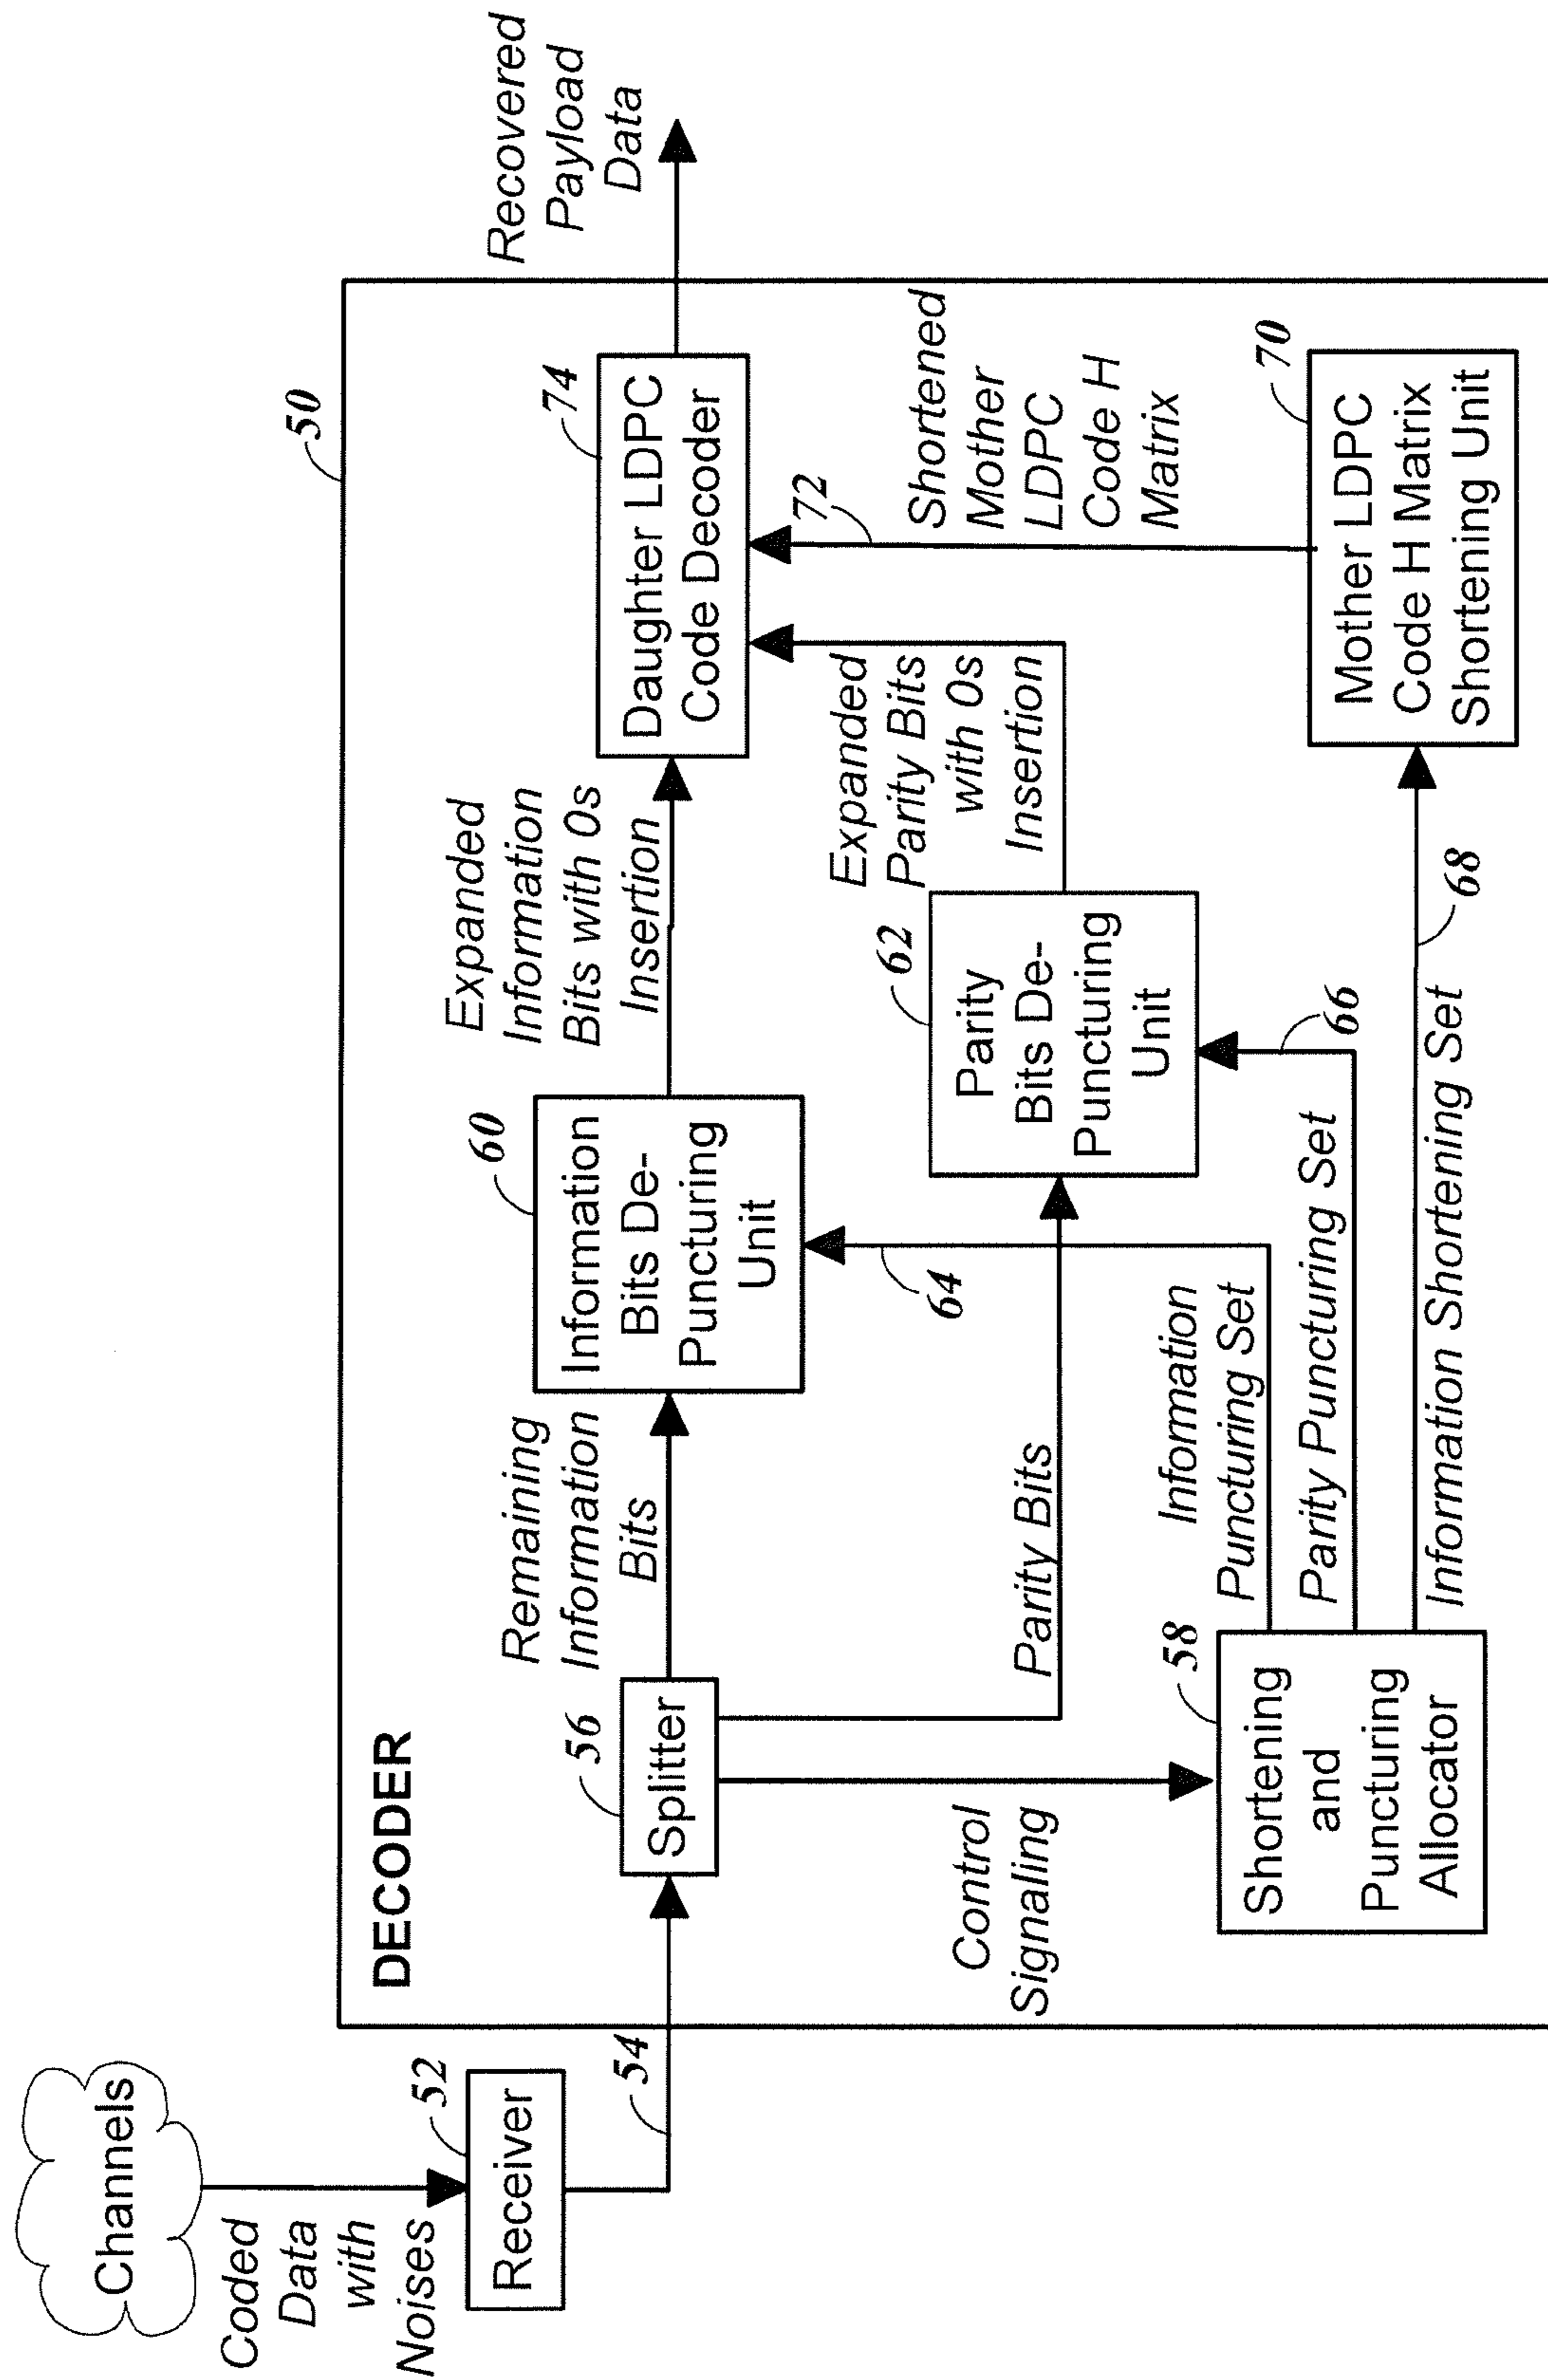 Channels
Coded
Data
with
Noises
52
Receiver
54
DECODER
50
56
Splitter
Remaining
Information
Bits
60
Information
Bits De-
Puncturing
Unit
Expanded
Information
Bits with 0s
Insertion
74
Daughter LDPC
Code Decoder
Recovered
Payload
Data
Control
Signaling
Parity Bits
64
62
Parity
Bits De-
Puncturing
Unit
Expanded
Parity Bits
with 0s
Insertion
72
Shortened
Mother
LDPC
Code H
Matrix
58
Shortening
and
Puncturing
Allocator
Information
Puncturing Set
Parity Puncturing Set
66
Information Shortening Set
68
70
Mother LDPC
Code H Matrix
Shortening Unit